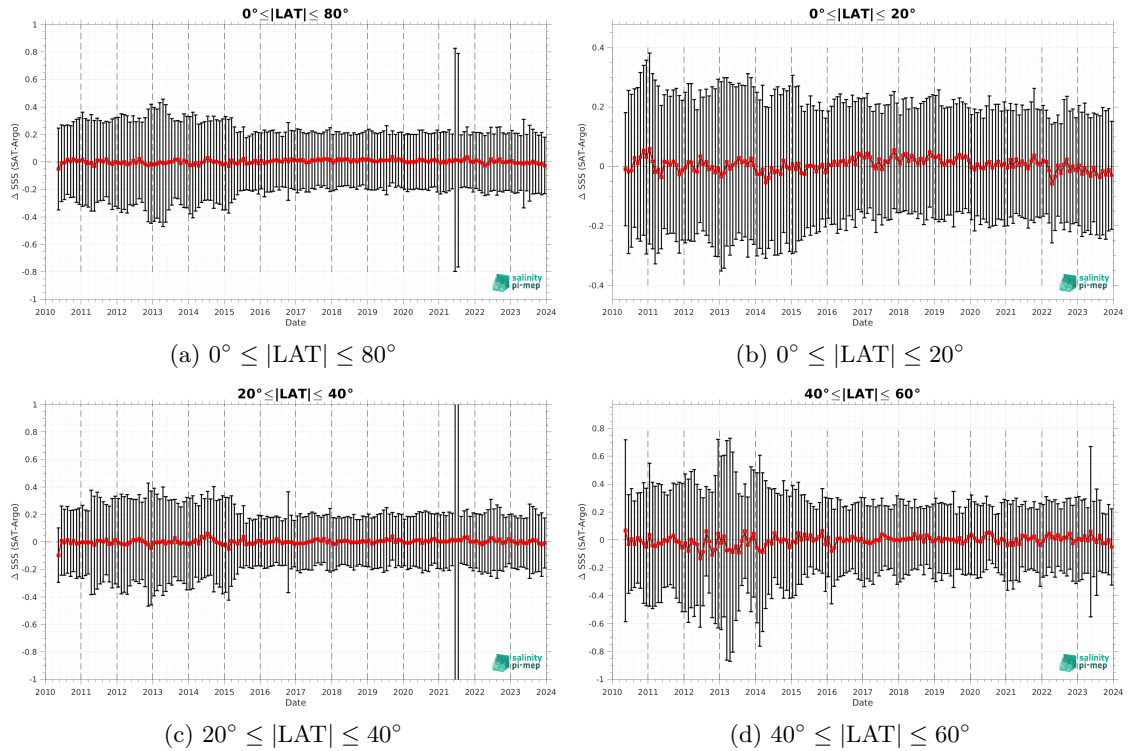 0°≤|LAT|≤ 80°
Δ SSS (SAT-Argo)
1
0.8
0.6
0.4
0.2
0
-0.2
-0.4
-0.6
-0.8
-1
2010 2011 2012 2013 2014 2015 2016 2017 2018 2019 2020 2021 2022 2023 2024
Date
salinity
pi-mep
(a) 0° ≤ |LAT| ≤ 80°
0°≤|LAT|≤ 20°
Δ SSS (SAT-Argo)
0.4
0.2
0
-0.2
-0.4
2010 2011 2012 2013 2014 2015 2016 2017 2018 2019 2020 2021 2022 2023 2024
Date
salinity
pi-mep
(b) 0° ≤ |LAT| ≤ 20°
20°≤|LAT|≤ 40°
Δ SSS (SAT-Argo)
1
0.8
0.6
0.4
0.2
0
-0.2
-0.4
-0.6
-0.8
-1
2010 2011 2012 2013 2014 2015 2016 2017 2018 2019 2020 2021 2022 2023 2024
Date
salinity
pi-mep
(c) 20° ≤ |LAT| ≤ 40°
40°≤|LAT|≤ 60°
Δ SSS (SAT-Argo)
0.8
0.6
0.4
0.2
0
-0.2
-0.4
-0.6
-0.8
-1
2010 2011 2012 2013 2014 2015 2016 2017 2018 2019 2020 2021 2022 2023 2024
Date
salinity
pi-mep
(d) 40° ≤ |LAT| ≤ 60°